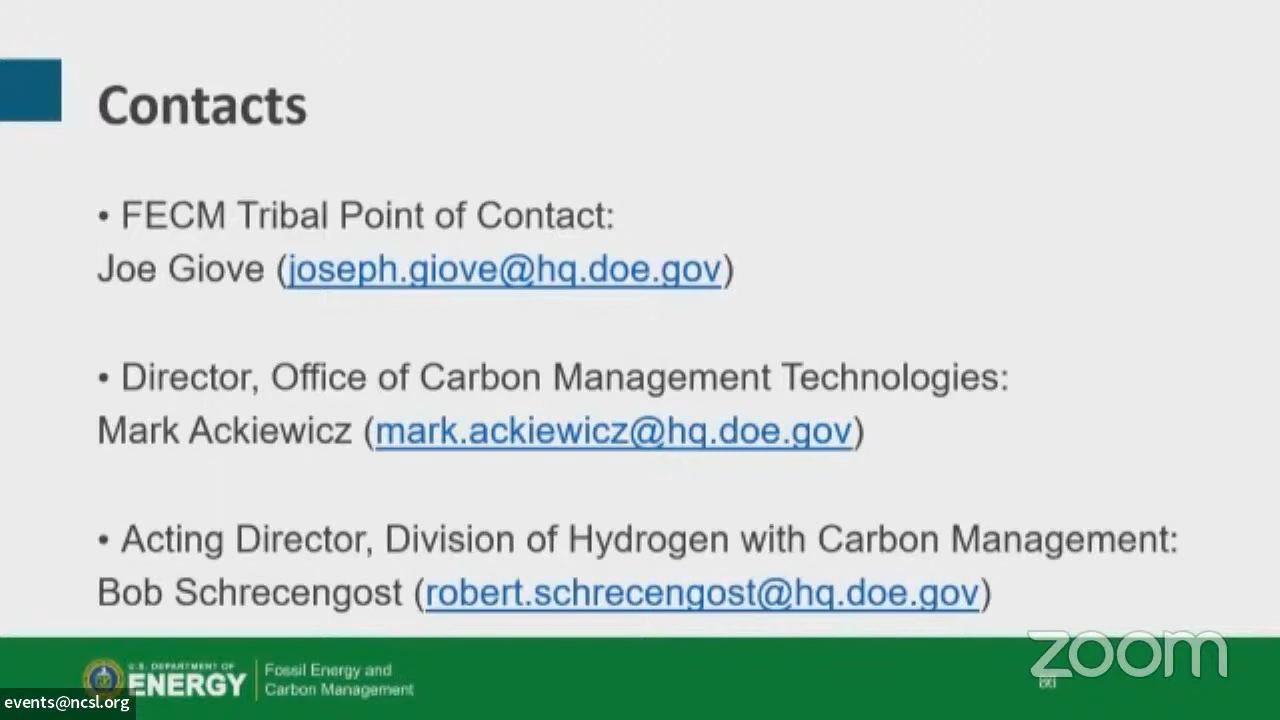 Contacts
• FECM Tribal Point of Contact:
Joe Giove (joseph.giove@hq.doe.gov)
• Director, Office of Carbon Management Technologies:
Mark Ackiewicz (mark.ackiewicz@hq.doe.gov)
• Acting Director, Division of Hydrogen with Carbon Management:
Bob Schrecengost (robert.schrecengost@hq.doe.gov)
zoom
U.S. DEPARTMENT OF
ENERGY
Fossil Energy and
Carbon Management
events@ncsl.org